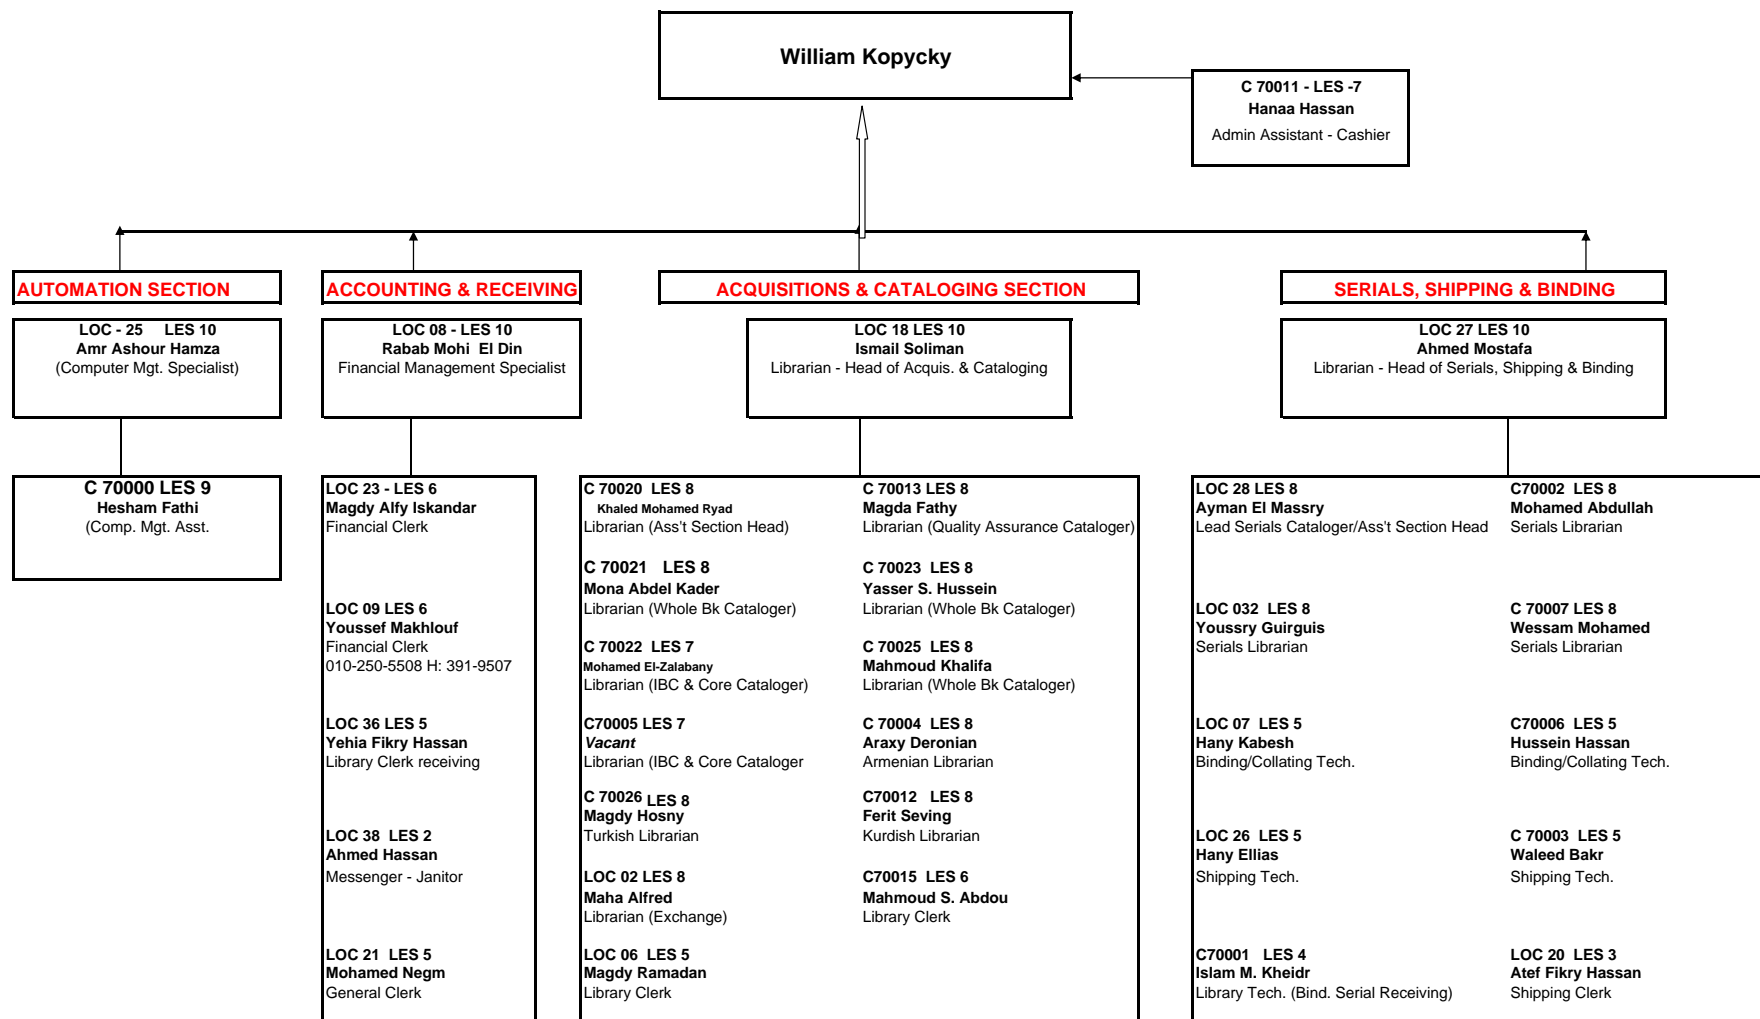 William Kopycky
C 70011 - LES -7
Hanaa Hassan
Admin Assistant - Cashier
AUTOMATION SECTION
LOC - 25 LES 10
Amr Ashour Hamza
(Computer Mgt. Specialist)
C 70000 LES 9
Hesham Fathi
(Comp. Mgt. Asst.
ACCOUNTING & RECEIVING
LOC 08 - LES 10
Rabab Mohi El Din
Financial Management Specialist
LOC 23 - LES 6
Magdy Alfy Iskandar
Financial Clerk
LOC 09 LES 6
Youssef Makhlouf
Financial Clerk
010-250-5508 H: 391-9507
LOC 36 LES 5
Yehia Fikry Hassan
Library Clerk receiving
LOC 38 LES 2
Ahmed Hassan
Messenger - Janitor
LOC 21 LES 5
Mohamed Negm
General Clerk
ACQUISITIONS & CATALOGING SECTION
LOC 18 LES 10
Ismail Soliman
Librarian - Head of Acquis. & Cataloging
C 70020 LES 8
Khaled Mohamed Ryad
Librarian (Ass't Section Head)
C 70021 LES 8
Mona Abdel Kader
Librarian (Whole Bk Cataloger)
C 70022 LES 7
Mohamed El-Zalabany
Librarian (IBC & Core Cataloger)
C70005 LES 7
Vacant
Librarian (IBC & Core Cataloger
C 70026 LES 8
Magdy Hosny
Turkish Librarian
LOC 02 LES 8
Maha Alfred
Librarian (Exchange)
LOC 06 LES 5
Magdy Ramadan
Library Clerk
C 70013 LES 8
Magda Fathy
Librarian (Quality Assurance Cataloger)
C 70023 LES 8
Yasser S. Hussein
Librarian (Whole Bk Cataloger)
C 70025 LES 8
Mahmoud Khalifa
Librarian (Whole Bk Cataloger)
C 70004 LES 8
Araxy Deronian
Armenian Librarian
C70012 LES 8
Ferit Seving
Kurdish Librarian
C70015 LES 6
Mahmoud S. Abdou
Library Clerk
SERIALS, SHIPPING & BINDING
LOC 27 LES 10
Ahmed Mostafa
Librarian - Head of Serials, Shipping & Binding
LOC 28 LES 8
Ayman El Massry
Lead Serials Cataloger/Ass't Section Head
LOC 032 LES 8
Youssry Guirguis
Serials Librarian
LOC 07 LES 5
Hany Kabesh
Binding/Collating Tech.
LOC 26 LES 5
Hany Ellias
Shipping Tech.
C70001 LES 4
Islam M. Kheidr
Library Tech. (Bind. Serial Receiving)
C70002 LES 8
Mohamed Abdullah
Serials Librarian
C 70007 LES 8
Wessam Mohamed
Serials Librarian
C70006 LES 5
Hussein Hassan
Binding/Collating Tech.
C 70003 LES 5
Waleed Bakr
Shipping Tech.
LOC 20 LES 3
Atef Fikry Hassan
Shipping Clerk